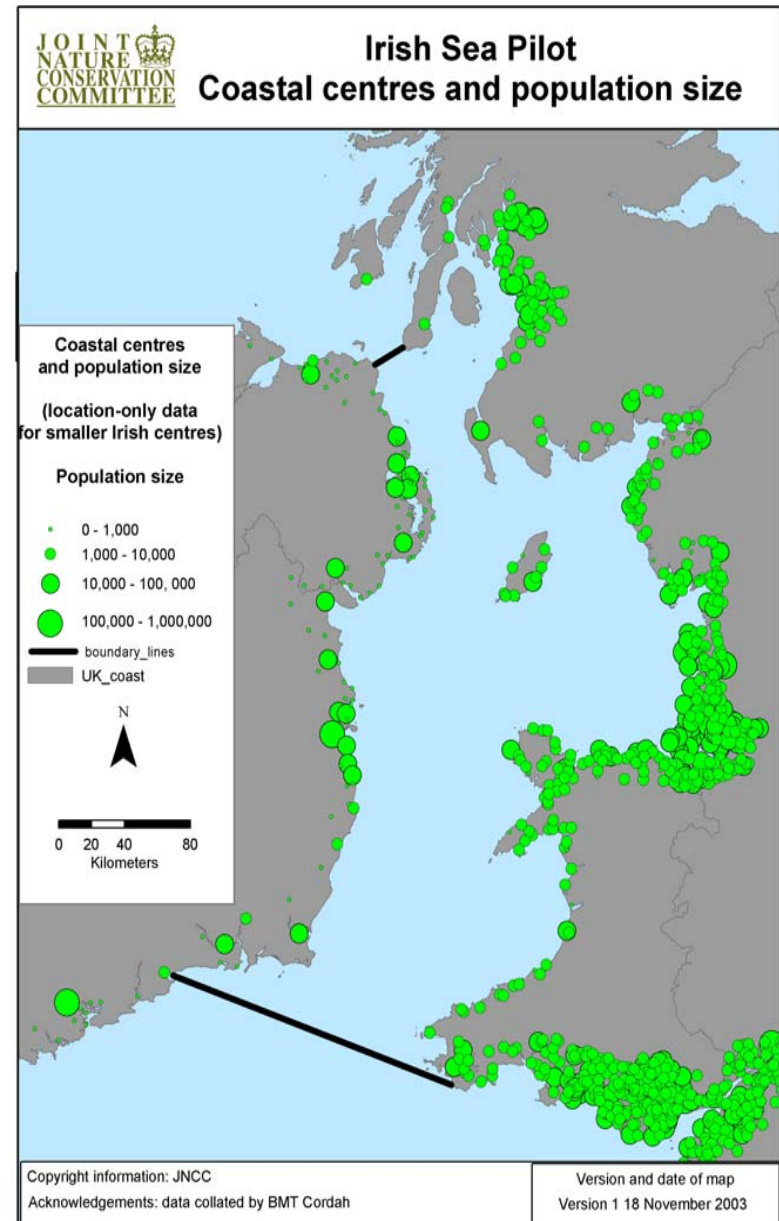 JOINT
NATURE
CONSERVATION
COMMITTEE
Irish Sea Pilot
Coastal centres and population size
Coastal centres
and population size
(location-only data
for smaller Irish centres)
Population size
0 - 1,000
1,000 - 10,000
10,000 - 100, 000
100,000 - 1,000,000
boundary_lines
UK_coast
N
0 20 40 80
Kilometers
Copyright information: JNCC
Acknowledgements: data collated by BMT Cordah
Version and date of map
Version 1 18 November 2003